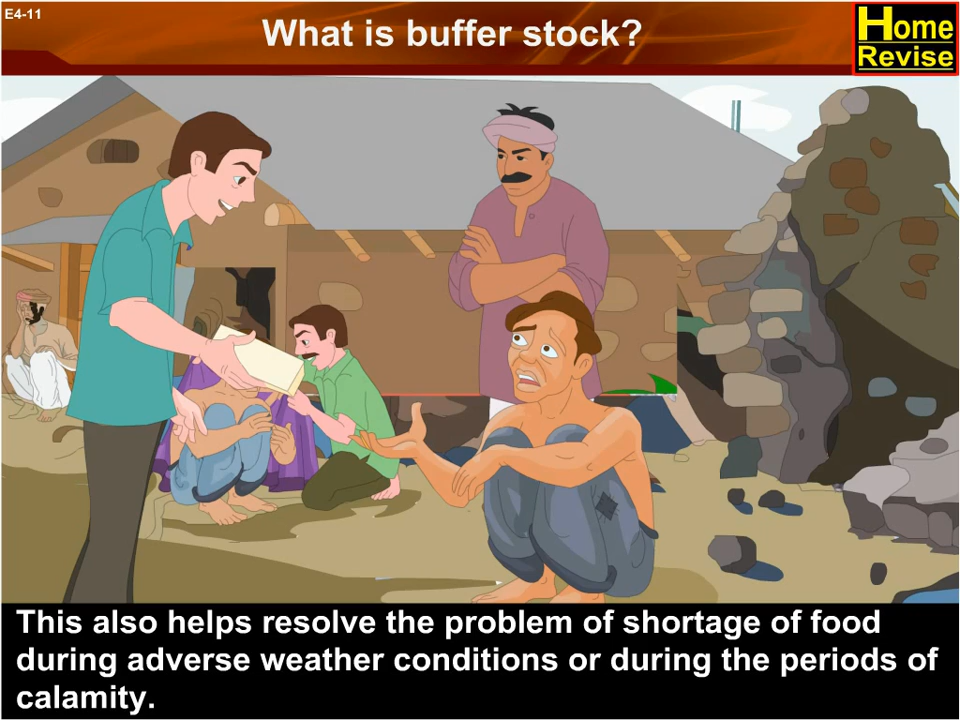 E4-11
What is buffer stock?
Home
Revise
This also helps resolve the problem of shortage of food
during adverse weather conditions or during the periods of
calamity.